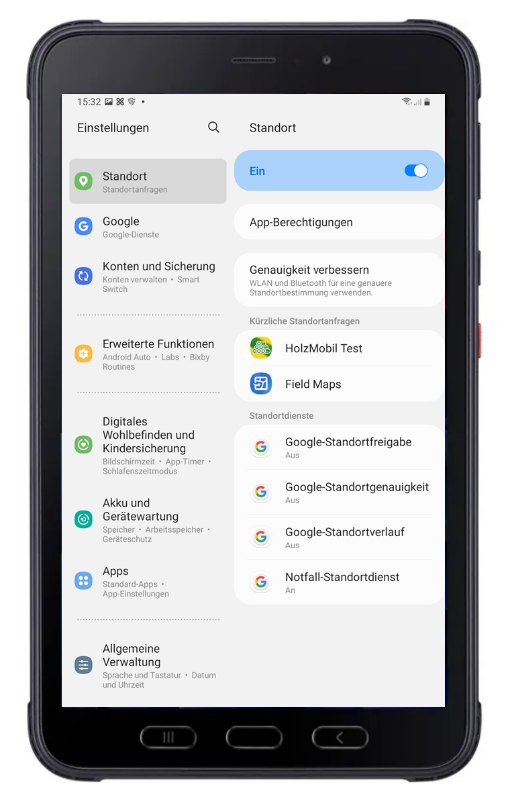 15:32
Einstellungen
Standort
Standortanfragen
Google
Google-Dienste
Konten und Sicherung
Konten verwalten • Smart
Switch
Erweiterte Funktionen
Android Auto • Labs • Bixby
Routines
Digitales
Wohlbefinden und
Kindersicherung
Bildschirmzeit • App-Timer •
Schlafenszeitmodus
Akku und
Gerätewartung
Speicher • Arbeitsspeicher •
Geräteschutz
Apps
Standard-Apps •
App-Einstellungen
Allgemeine
Verwaltung
Sprache und Tastatur • Datum
und Uhrzeit
Standort
Ein
App-Berechtigungen
Genauigkeit verbessern
WLAN und Bluetooth für eine genauere
Standortbestimmung verwenden.
Kürzliche Standortanfragen
HolzMobil Test
Field Maps
Standortdienste
Google-Standortfreigabe
Aus
Google-Standortgenauigkeit
Aus
Google-Standortverlauf
Aus
Notfall-Standortdienst
An